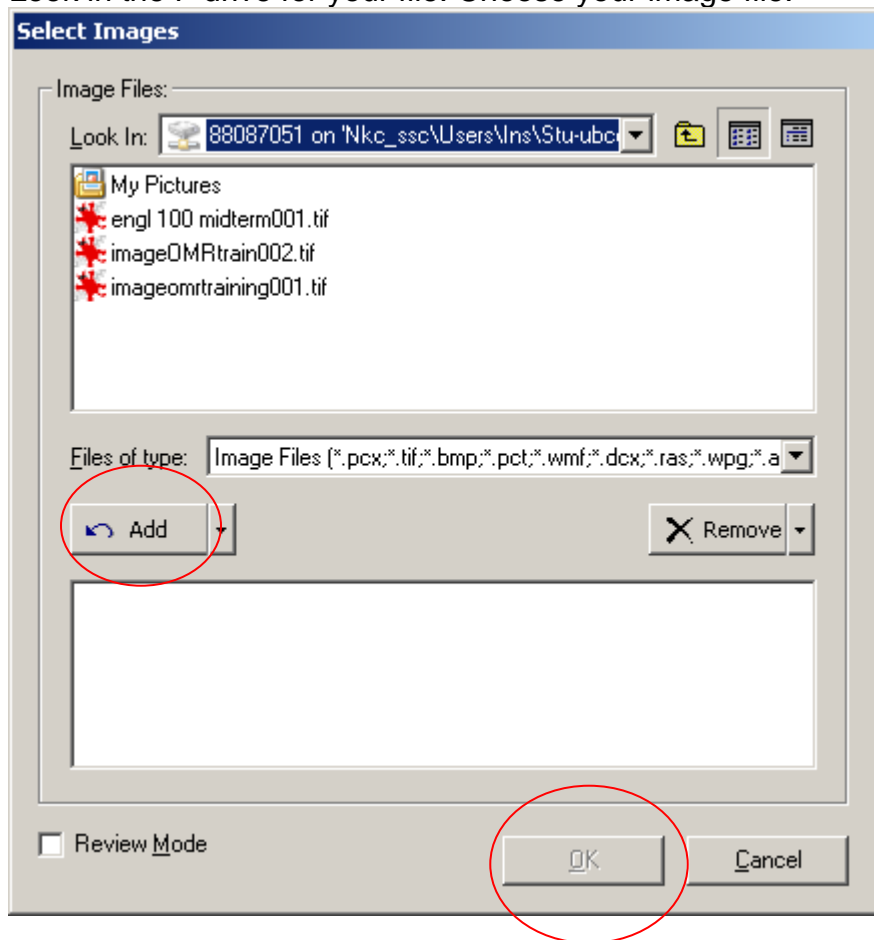 Select Images
Image Files:
Look In: 88087051 on 'Nkc_ssc\Users\Ins\Stu-ubc
My Pictures
engl 100 midterm001.tif
imageOMRtrain002.tif
imageomrtraining001.tif
Files of type: Image Files (*.pcx;*.tif;*.bmp;*.pct;*.wmf;*.dcx;*.ras;*.wpg;*.a
Add Remove
Review Mode
OK Cancel